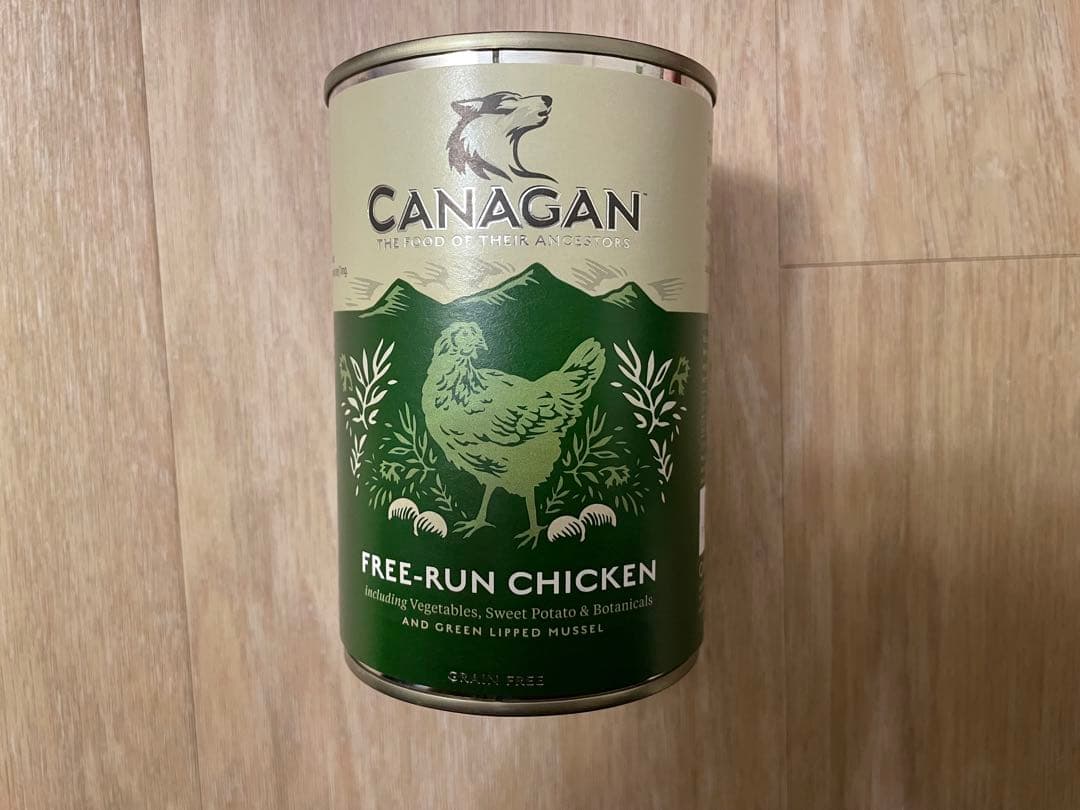 CANAGAN™
THE FOOD OF THEIR ANCESTORS
FREE-RUN CHICKEN
including Vegetables, Sweet Potato & Botanicals
AND GREEN LIPPED MUSSEL
GRAIN FREE